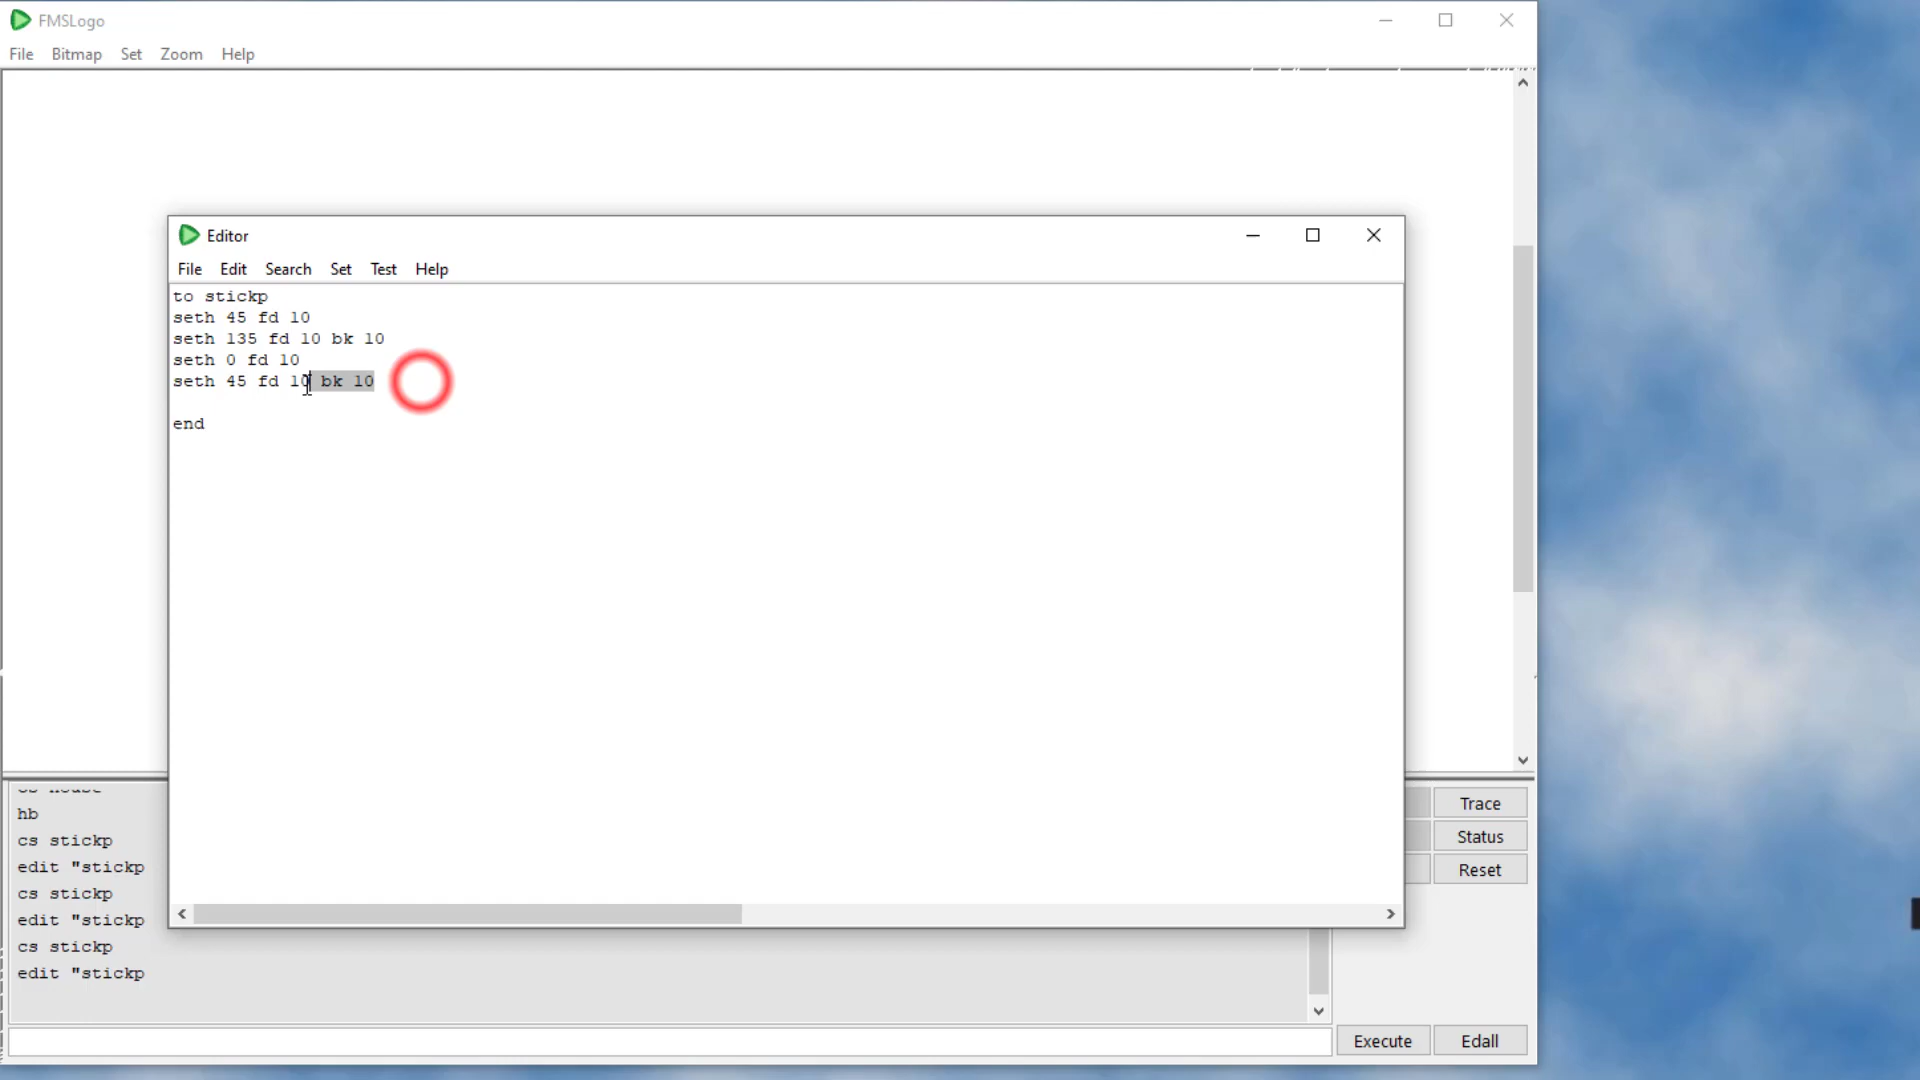 FMSLogo
File Bitmap Set Zoom Help
Editor
File Edit Search Set Test Help
to stickp
seth 45 fd 10
seth 135 fd 10 bk 10
seth 0 fd 10
seth 45 fd 10 bk 10
end
hb
cs stickp
edit "stickp
cs stickp
edit "stickp
cs stickp
edit "stickp
Trace
Status
Reset
Execute Edall